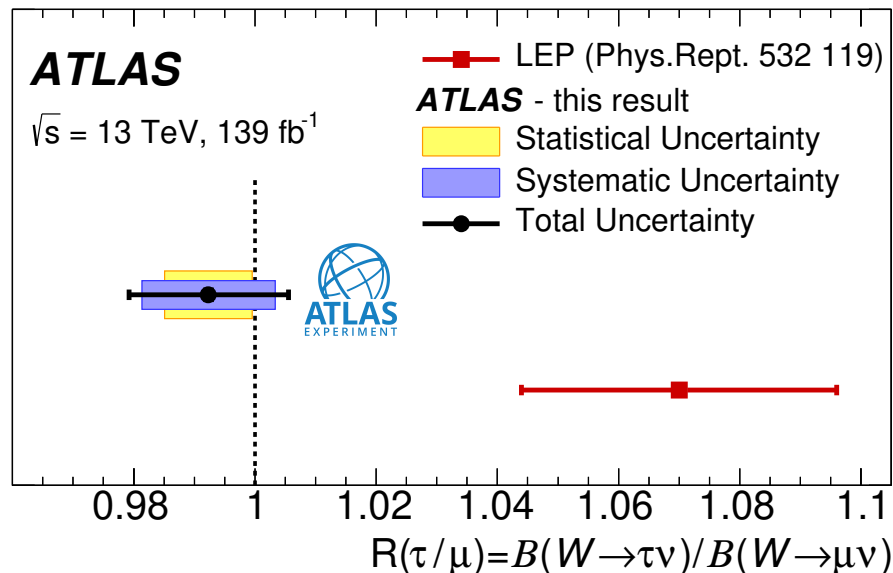 ATLAS
√s = 13 TeV, 139 fb⁻¹
LEP (Phys.Rept. 532 119)
ATLAS - this result
Statistical Uncertainty
Systematic Uncertainty
Total Uncertainty
ATLAS
EXPERIMENT
0.98 1 1.02 1.04 1.06 1.08 1.1
R(τ/μ)=B(W→τν)/B(W→μν)